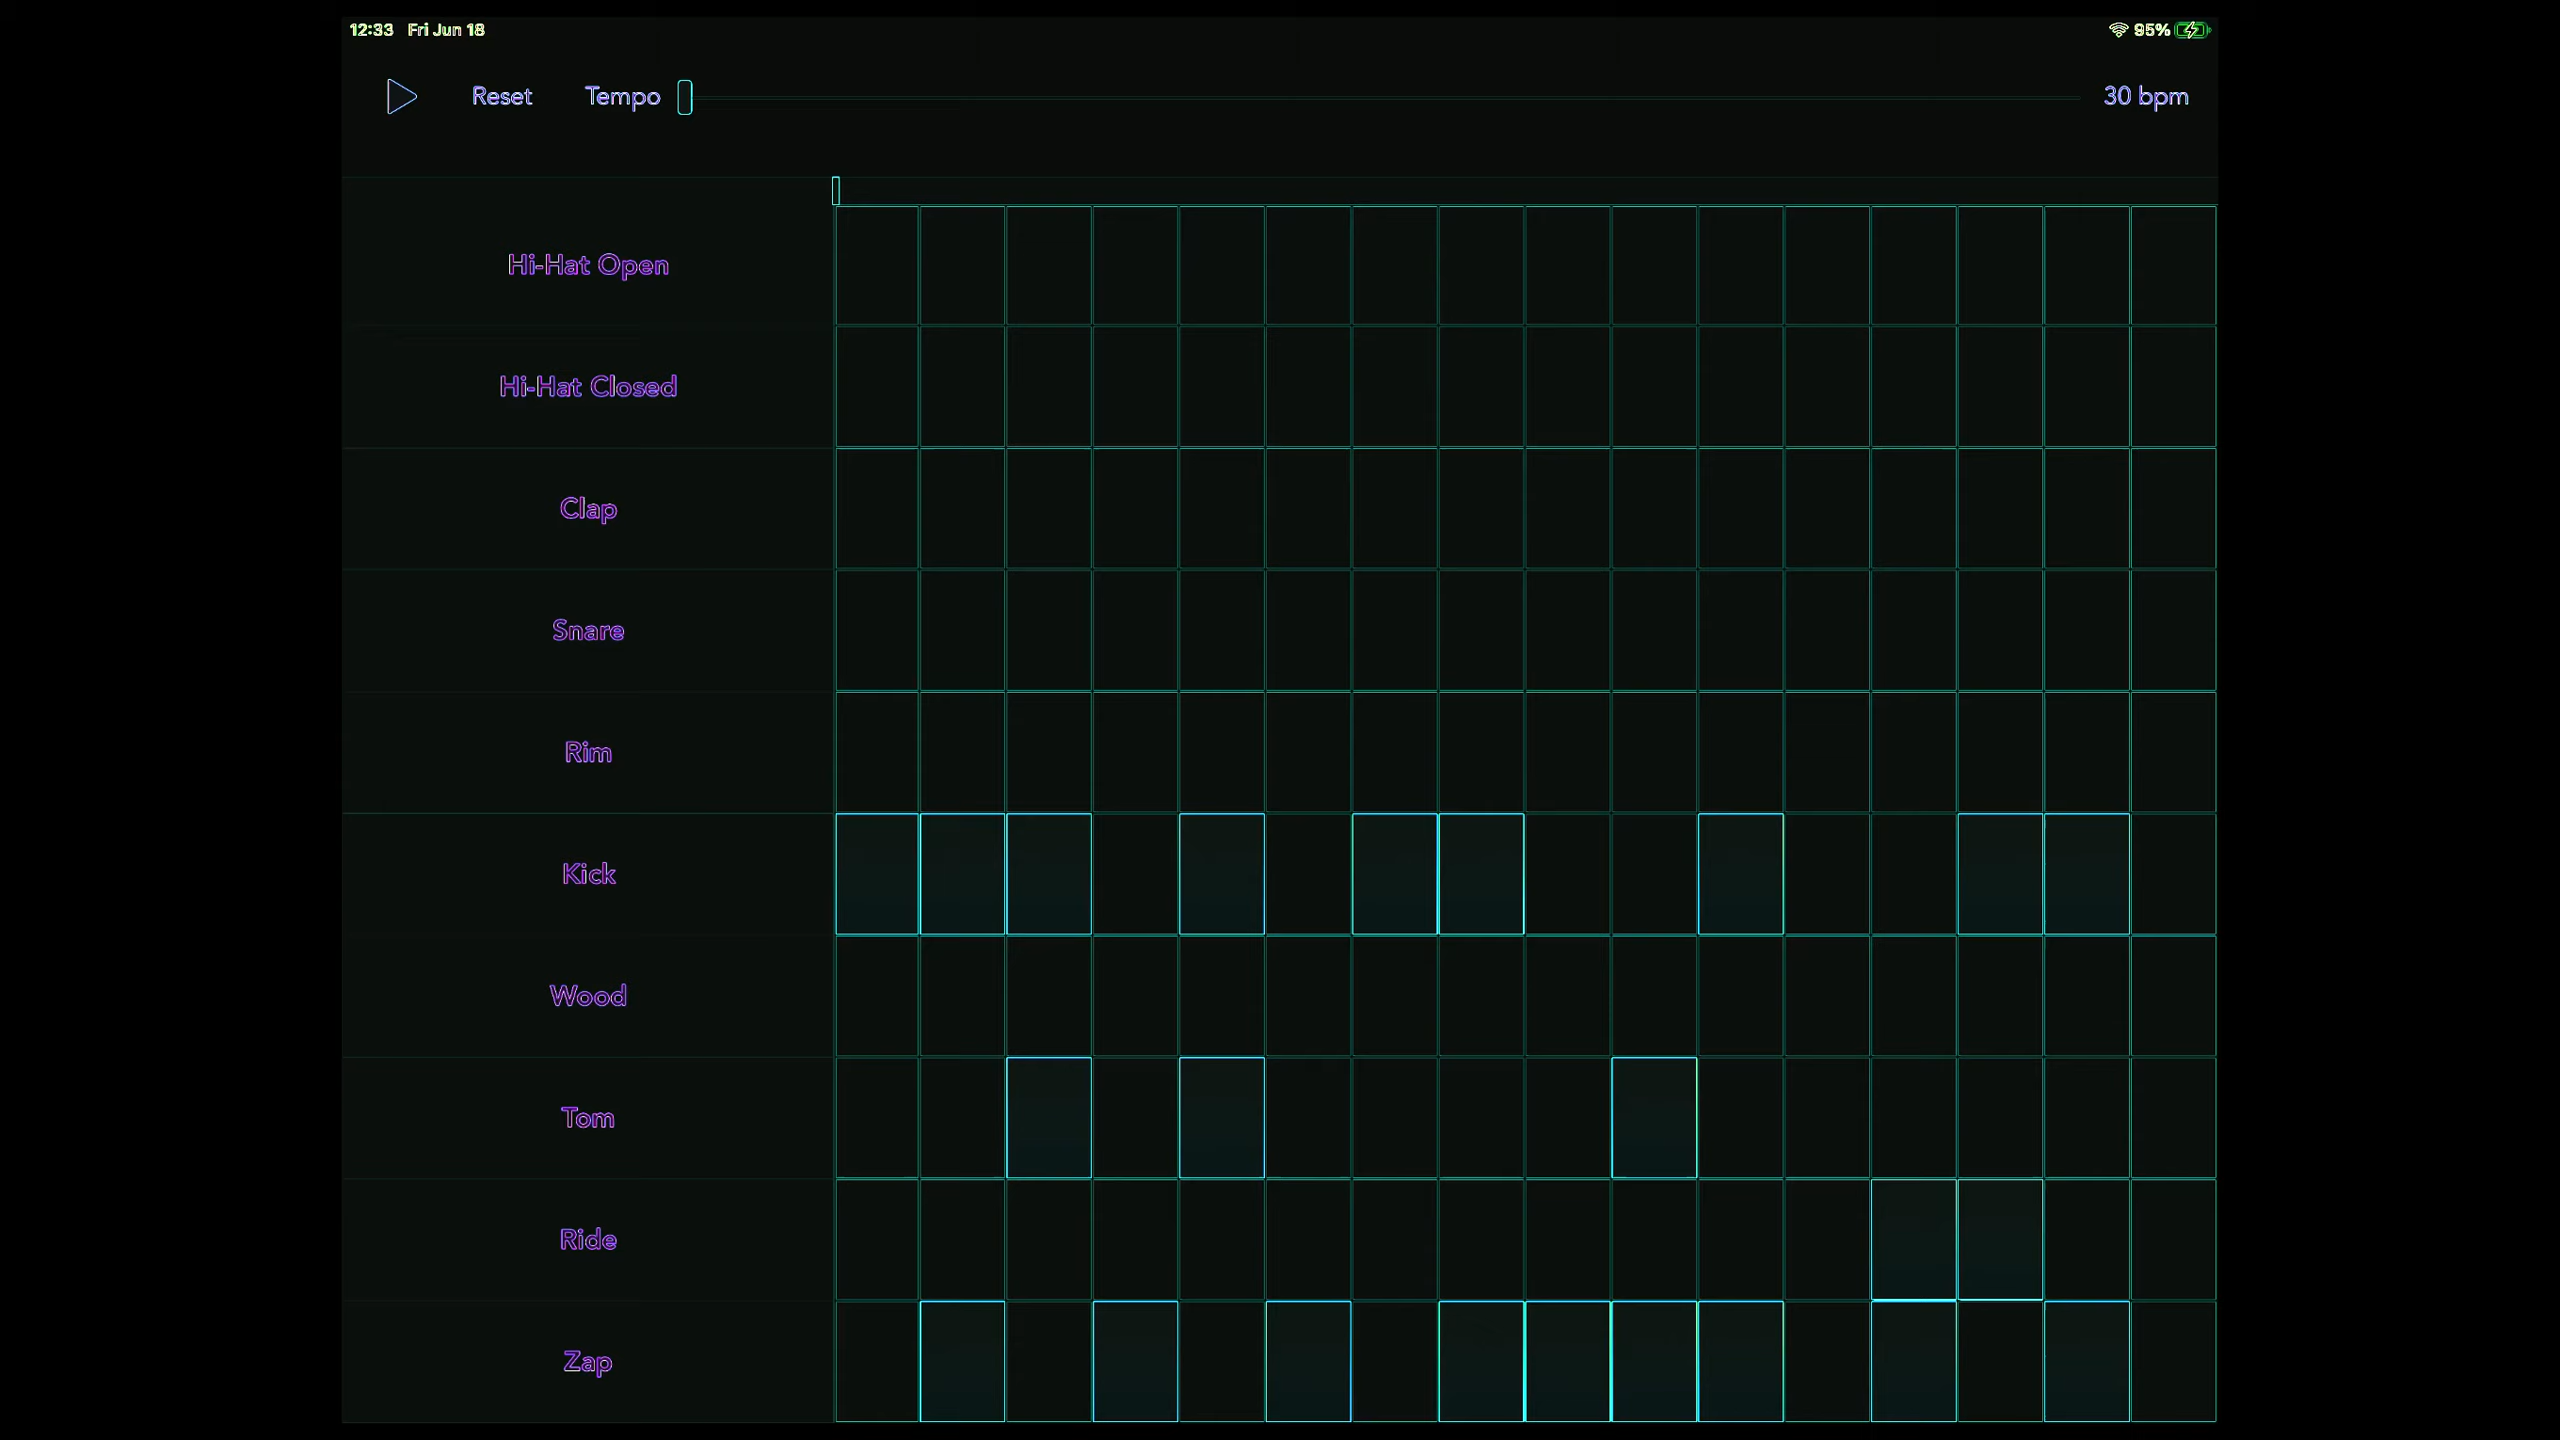 12:33 Fri Jun 18 95%
Reset Tempo 30 bpm
Hi-Hat Open
Hi-Hat Closed
Clap
Snare
Rim
Kick
Wood
Tom
Ride
Zap